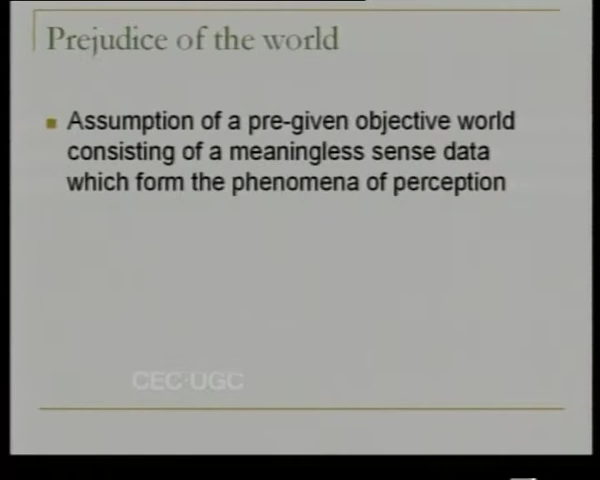 Prejudice of the world
Assumption of a pre-given objective world
consisting of a meaningless sense data
which form the phenomena of perception
CEC-UGC